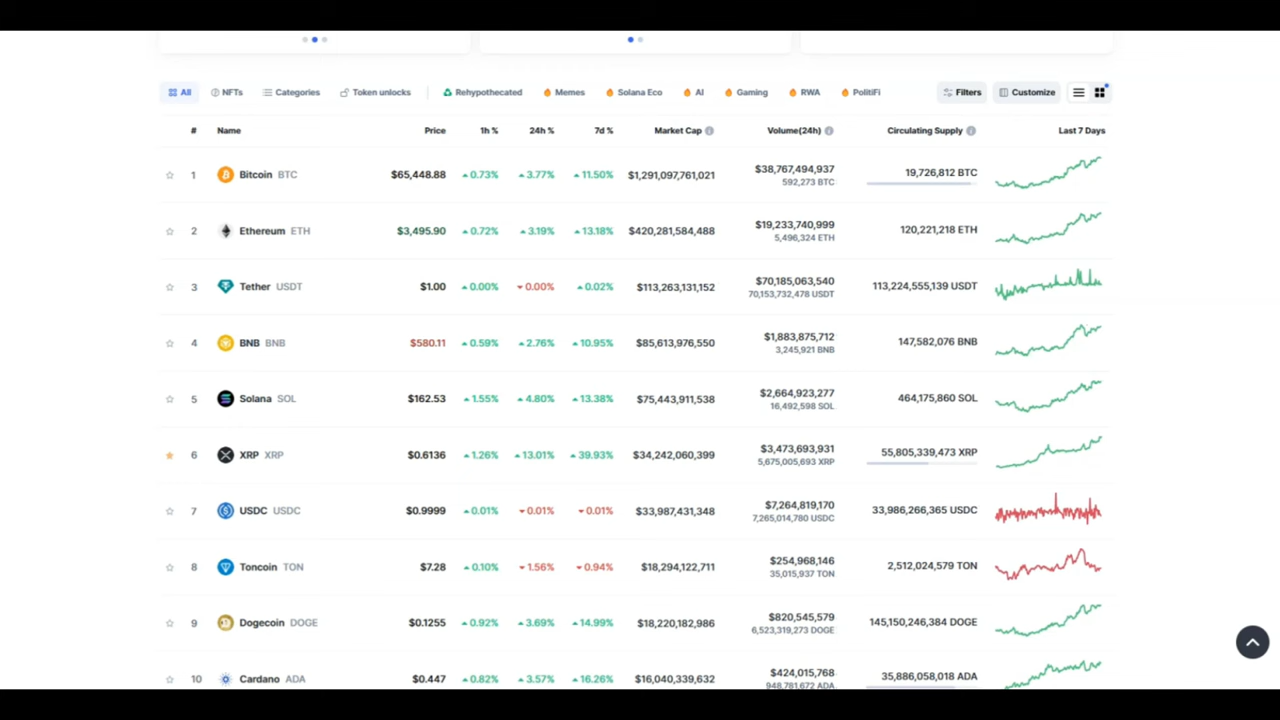 All NFTs Categories Token unlocks Rehypothecated Memes Solana Eco AI Gaming RWA PolitiFi Filters Customize
# Name Price 1h % 24h % 7d % Market Cap Volume(24h) Circulating Supply Last 7 Days
1 Bitcoin BTC $65,448.88 0.73% 3.77% 11.50% $1,291,097,761,021 $38,767,494,937 19,726,812 BTC
592,273 BTC
2 Ethereum ETH $3,495.90 0.72% 3.19% 13.18% $420,281,584,488 $19,233,740,999 120,221,218 ETH
5,496,324 ETH
3 Tether USDT $1.00 0.00% 0.00% 0.02% $113,263,131,152 $70,185,063,540 113,224,555,139 USDT
70,153,732,478 USDT
4 BNB BNB $580.11 0.59% 2.76% 10.95% $85,613,976,550 $1,883,875,712 147,582,076 BNB
3,245,921 BNB
5 Solana SOL $162.53 1.55% 4.80% 13.38% $75,443,911,538 $2,664,923,277 464,175,860 SOL
16,492,598 SOL
6 XRP XRP $0.6136 1.26% 13.01% 39.93% $34,242,060,399 $3,473,693,931 55,805,339,473 XRP
5,675,005,693 XRP
7 USDC USDC $0.9999 0.01% 0.01% 0.01% $33,987,431,348 $7,264,819,170 33,986,266,365 USDC
7,265,014,780 USDC
8 Toncoin TON $7.28 0.10% 1.56% 0.94% $18,294,122,711 $254,968,146 2,512,024,579 TON
35,015,937 TON
9 Dogecoin DOGE $0.1255 0.92% 3.69% 14.99% $18,220,182,986 $820,545,579 145,150,246,384 DOGE
6,523,319,273 DOGE
10 Cardano ADA $0.447 0.82% 3.57% 16.26% $16,040,339,632 $424,015,768 35,886,058,018 ADA
948,781,672 ADA